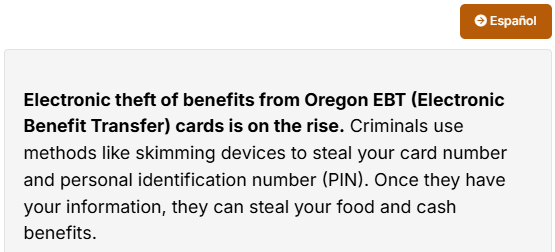 Español
Electronic theft of benefits from Oregon EBT (Electronic
Benefit Transfer) cards is on the rise. Criminals use
methods like skimming devices to steal your card number
and personal identification number (PIN). Once they have
your information, they can steal your food and cash
benefits.